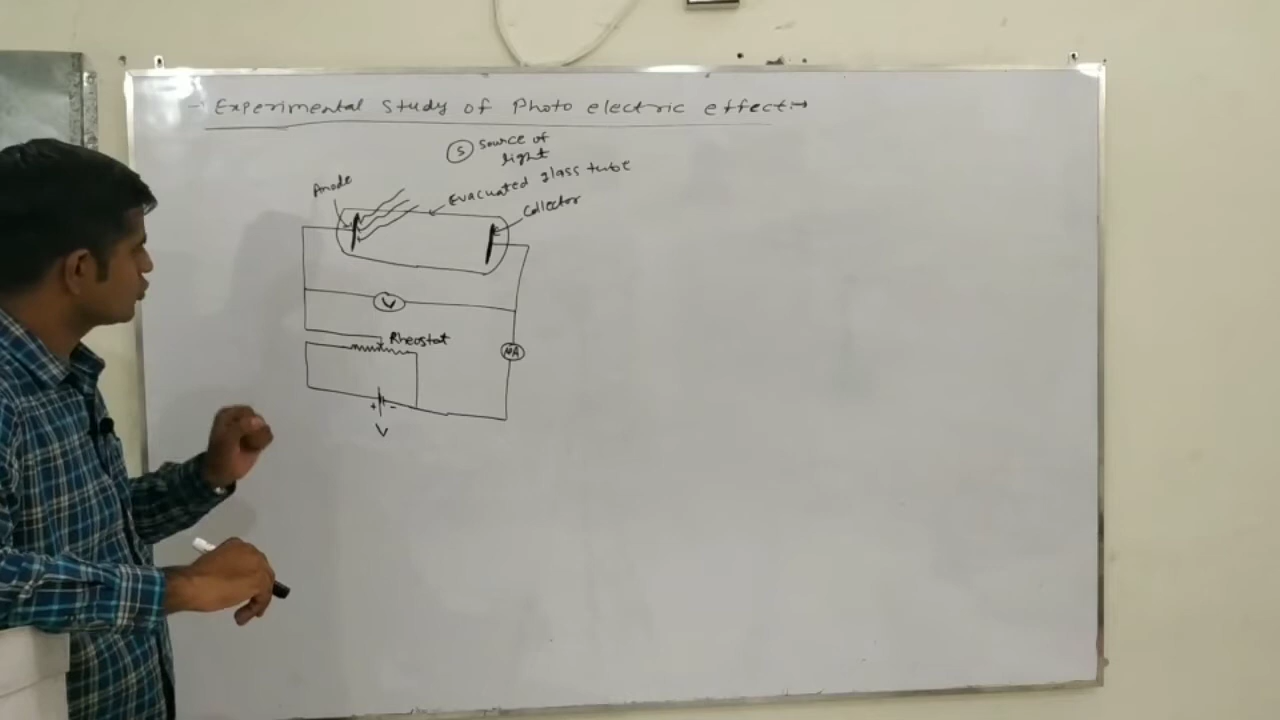 Experimental Study of Photo electric effect:→
S Source of
light
Anode
Evacuated glass tube
Collector
V
Rheostat
μA
+ -
V